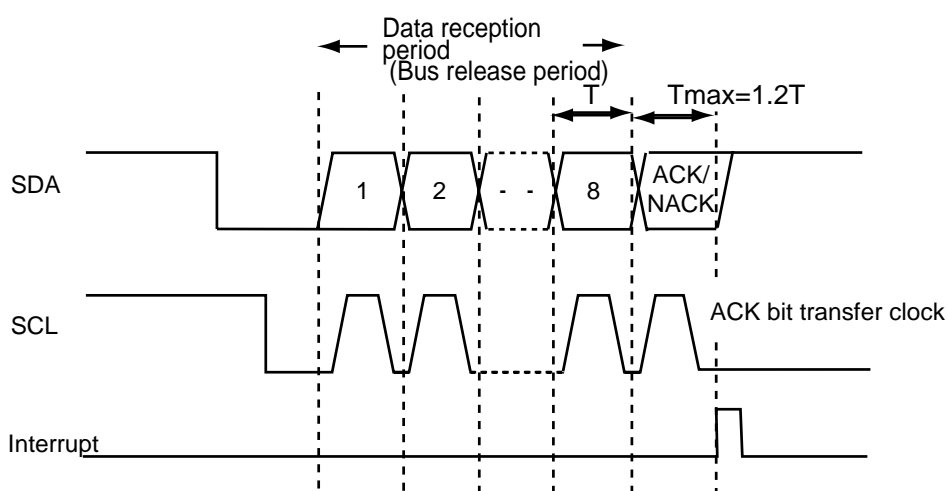 Data reception
period
(Bus release period)
T Tmax=1.2T
SDA 1 2 - - 8 ACK/
NACK
SCL ACK bit transfer clock
Interrupt